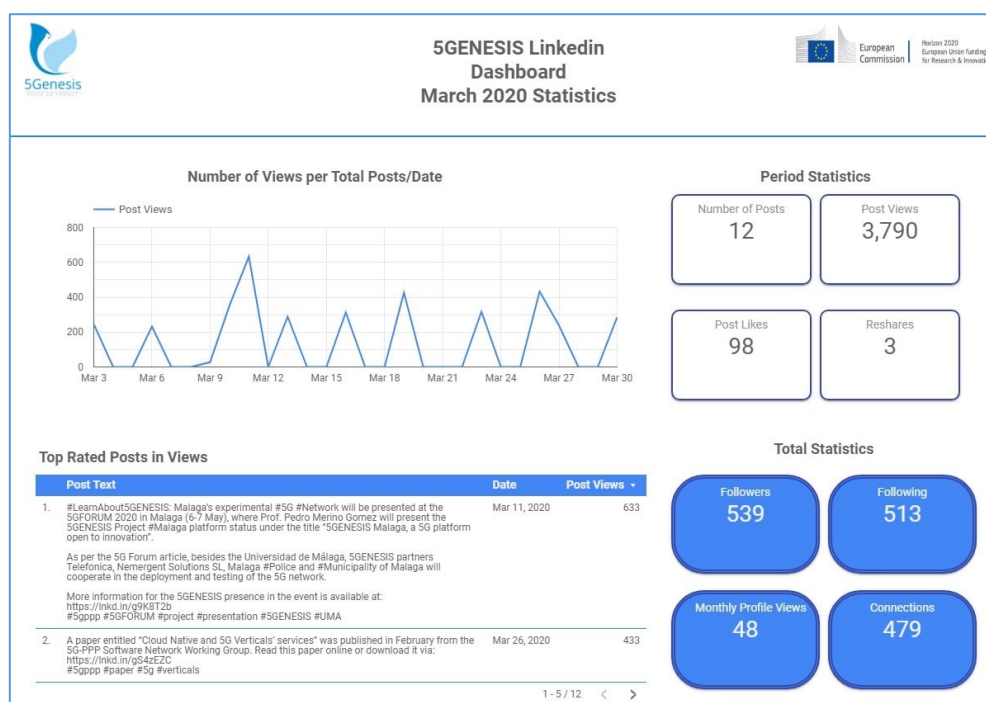 5Genesis
5GENESIS Linkedin
Dashboard
March 2020 Statistics
European
Commission
Horizon 2020
European Union funding
for Research & Innovati
Number of Views per Total Posts/Date
Post Views
800
600
400
200
0
Mar 3
Mar 6
Mar 9
Mar 12
Mar 15
Mar 18
Mar 21
Mar 24
Mar 27
Mar 30
Period Statistics
Number of Posts
12
Post Views
3,790
Post Likes
98
Reshares
3
Top Rated Posts in Views
Post Text Date Post Views
1. #LearnAbout5GENESIS: Malaga's experimental #5G #Network will be presented at the Mar 11, 2020 633
5GFORUM 2020 in Malaga (6-7 May), where Prof. Pedro Merino Gomez will present the
5GENESIS Project #Malaga platform status under the title "5GENESIS Malaga, a 5G platform
open to innovation".
As per the 5G Forum article, besides the Universidad de Málaga, 5GENESIS partners
Telefonica, Nemergent Solutions SL, Malaga #Police and #Municipality of Malaga will
cooperate in the deployment and testing of the 5G network.
More information for the 5GENESIS presence in the event is available at:
https://lnkd.in/g9K8T2b
#5gppp #5GFORUM #project #presentation #5GENESIS #UMA
2. A paper entitled "Cloud Native and 5G Verticals' services" was published in February from the Mar 26, 2020 433
5G-PPP Software Network Working Group. Read this paper online or download it via:
https://lnkd.in/gS4zEZC
#5gppp #paper #5g #verticals
1 - 5 / 12
Total Statistics
Followers
539
Following
513
Monthly Profile Views
48
Connections
479